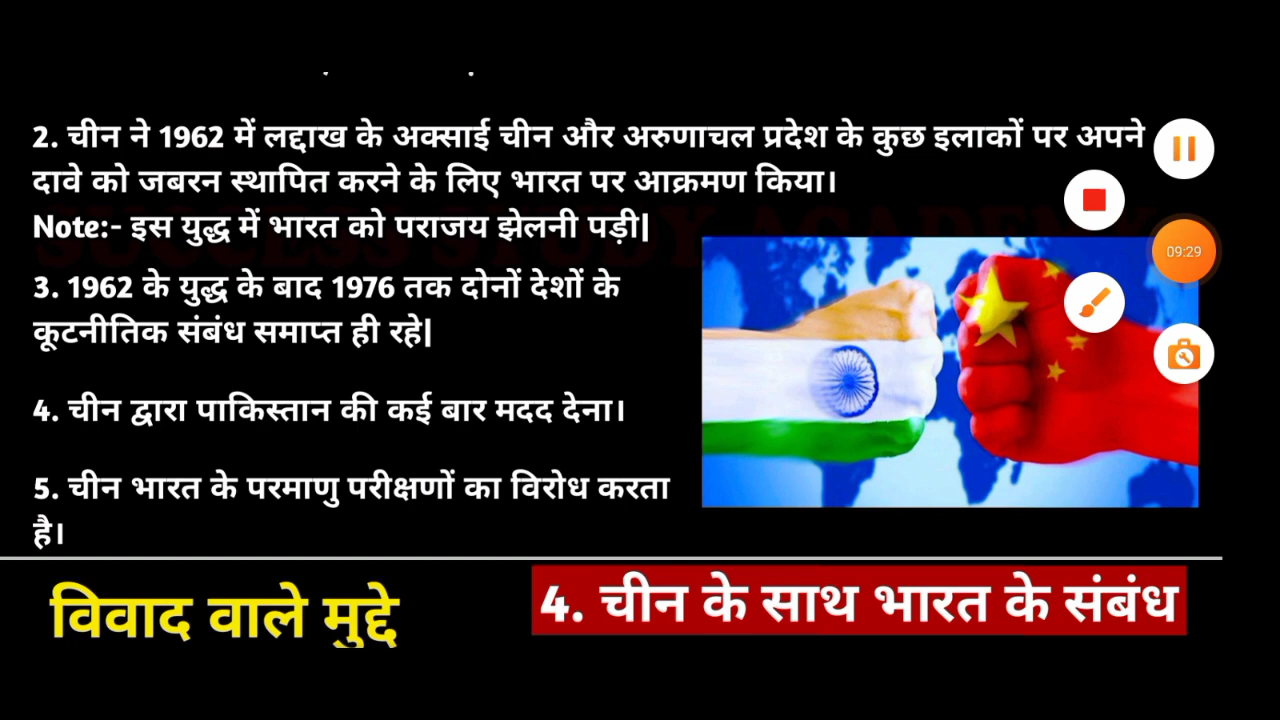 2. चीन ने 1962 में लद्दाख के अक्साई चीन और अरुणाचल प्रदेश के कुछ इलाकों पर अपने
दावे को जबरन स्थापित करने के लिए भारत पर आक्रमण किया।
Note:- इस युद्ध में भारत को पराजय झेलनी पड़ी|
3. 1962 के युद्ध के बाद 1976 तक दोनों देशों के
कूटनीतिक संबंध समाप्त ही रहे|
4. चीन द्वारा पाकिस्तान की कई बार मदद देना।
5. चीन भारत के परमाणु परीक्षणों का विरोध करता
है।
09:29
विवाद वाले मुद्दे
4. चीन के साथ भारत के संबंध